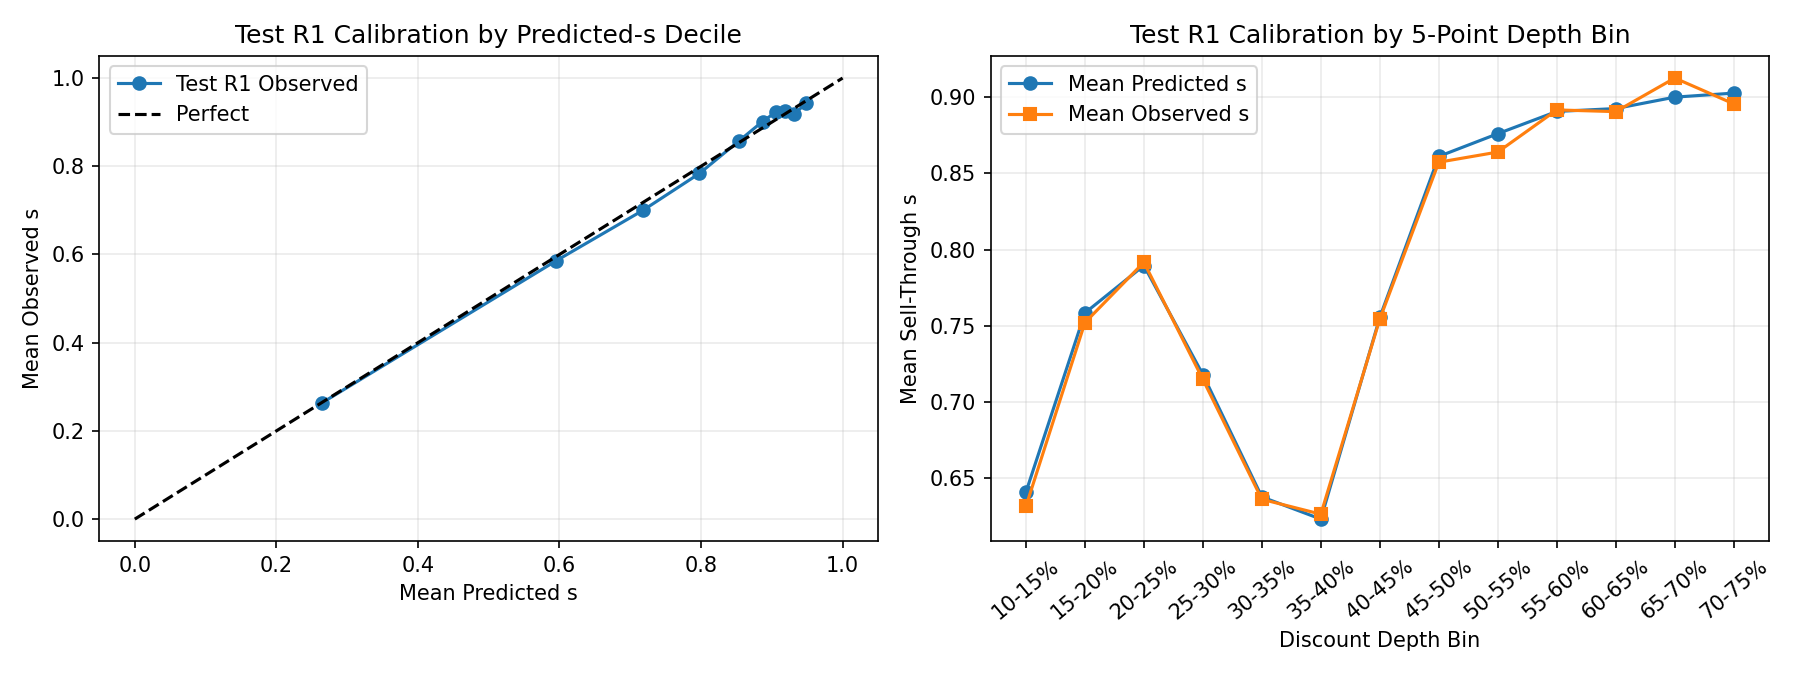 Test R1 Calibration by Predicted-s Decile
Test R1 Observed
Perfect
1.0
0.8
0.6
0.4
0.2
0.0
Mean Observed s
0.0 0.2 0.4 0.6 0.8 1.0
Mean Predicted s
Test R1 Calibration by 5-Point Depth Bin
Mean Predicted s
Mean Observed s
0.90
0.85
0.80
0.75
0.70
0.65
Mean Sell-Through s
10-15% 15-20% 20-25% 25-30% 30-35% 35-40% 40-45% 45-50% 50-55% 55-60% 60-65% 65-70% 70-75%
Discount Depth Bin